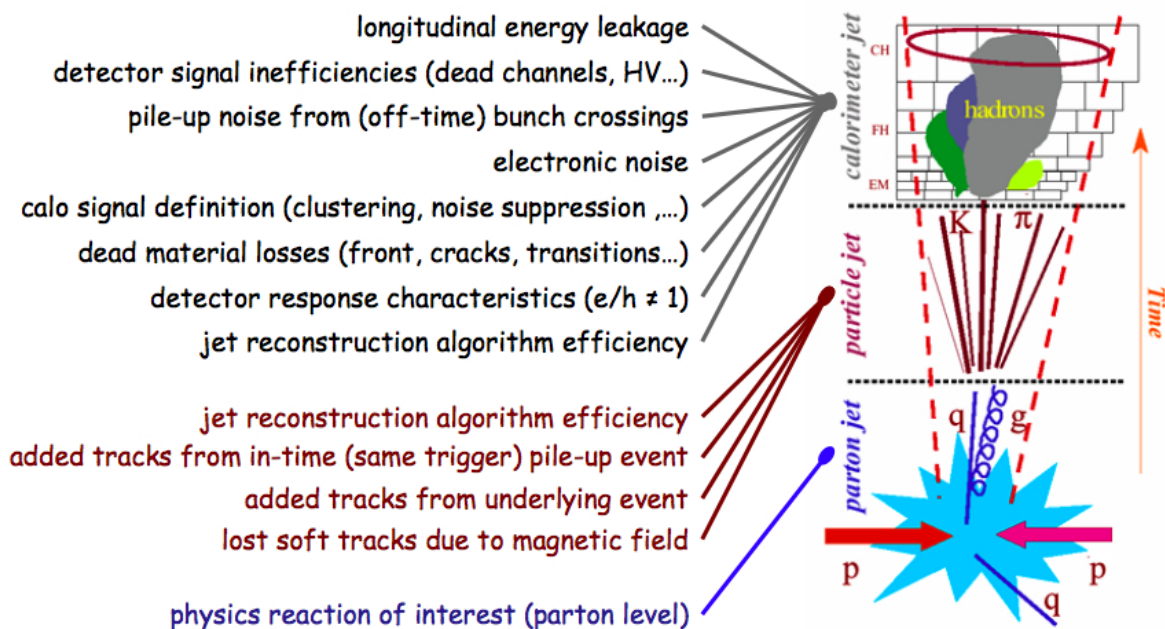 longitudinal energy leakage
detector signal inefficiencies (dead channels, HV...)
pile-up noise from (off-time) bunch crossings
electronic noise
calo signal definition (clustering, noise suppression ,...)
dead material losses (front, cracks, transitions...)
detector response characteristics (e/h ≠ 1)
jet reconstruction algorithm efficiency
jet reconstruction algorithm efficiency
added tracks from in-time (same trigger) pile-up event
added tracks from underlying event
lost soft tracks due to magnetic field
physics reaction of interest (parton level)
calorimeter jet
CH
FH
EM
hadrons
particle jet
K
π
Time
parton jet
q
g
p
p
q